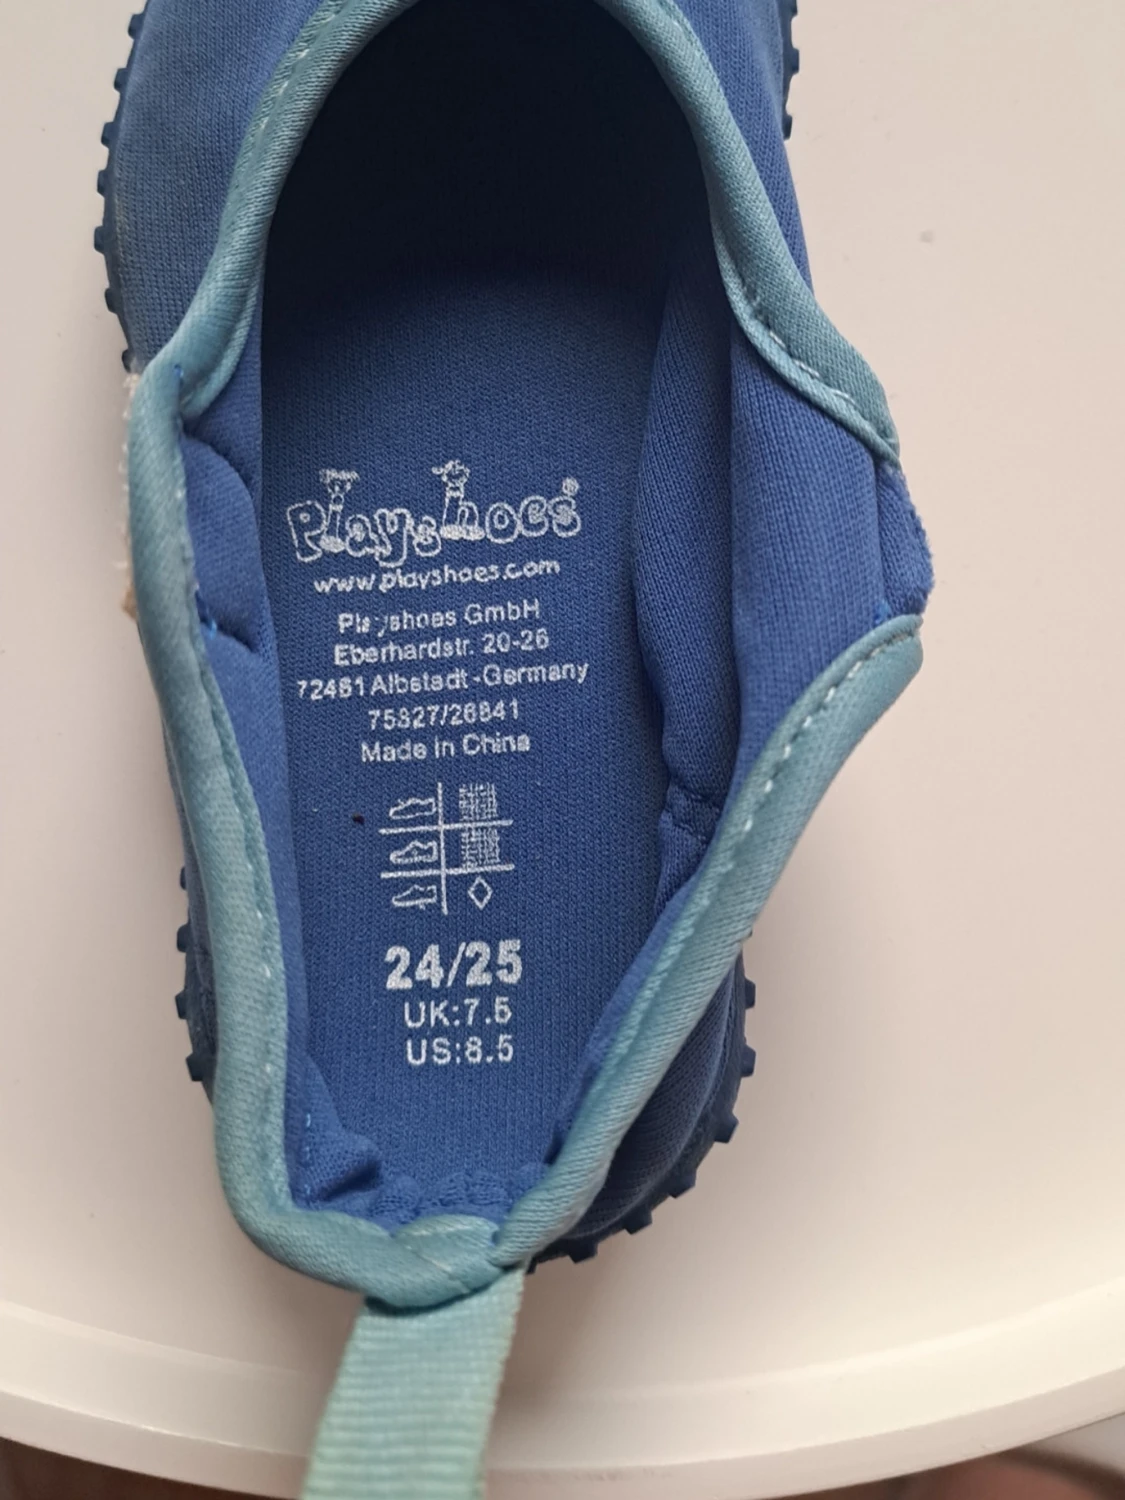 Playshoes®
www.playshoes.com
Playshoes GmbH
Eberhardstr. 20-26
72461 Albstadt-Germany
75827/26841
Made in China
24/25
UK:7.5
US:8.5